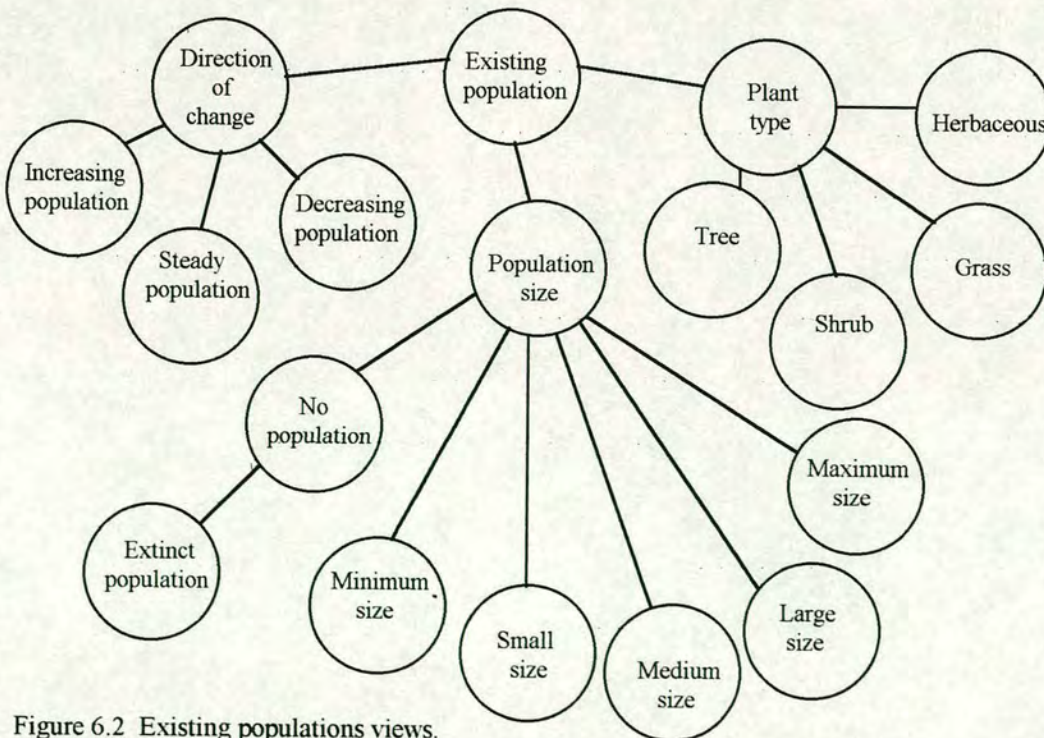 Direction
of
change
Existing
population
Plant
type
Herbaceous
Increasing
population
Steady
population
Decreasing
population
Population
size
Tree
Shrub
Grass
No
population
Extinct
population
Minimum
size
Small
size
Medium
size
Large
size
Maximum
size
Figure 6.2 Existing populations views.